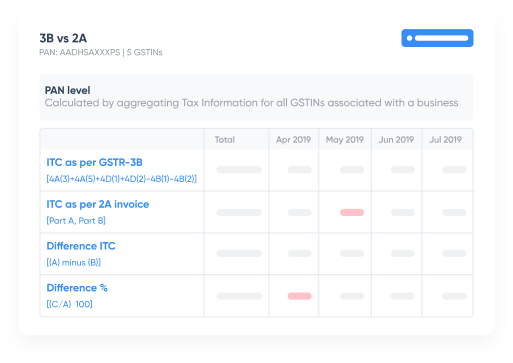 3B vs 2A
PAN: AADHSAXXXPS | 5 GSTINs
PAN level
Calculated by aggregating Tax Information for all GSTINs associated with a business
Total Apr 2019 May 2019 Jun 2019 Jul 2019
ITC as per GSTR-3B
[4A(3)+4A(5)+4D(1)+4D(2)-4B(1)-4B(2)]
ITC as per 2A invoice
[Part A, Part B]
Difference ITC
[(A) minus (B)]
Difference %
[(C/A) 100]